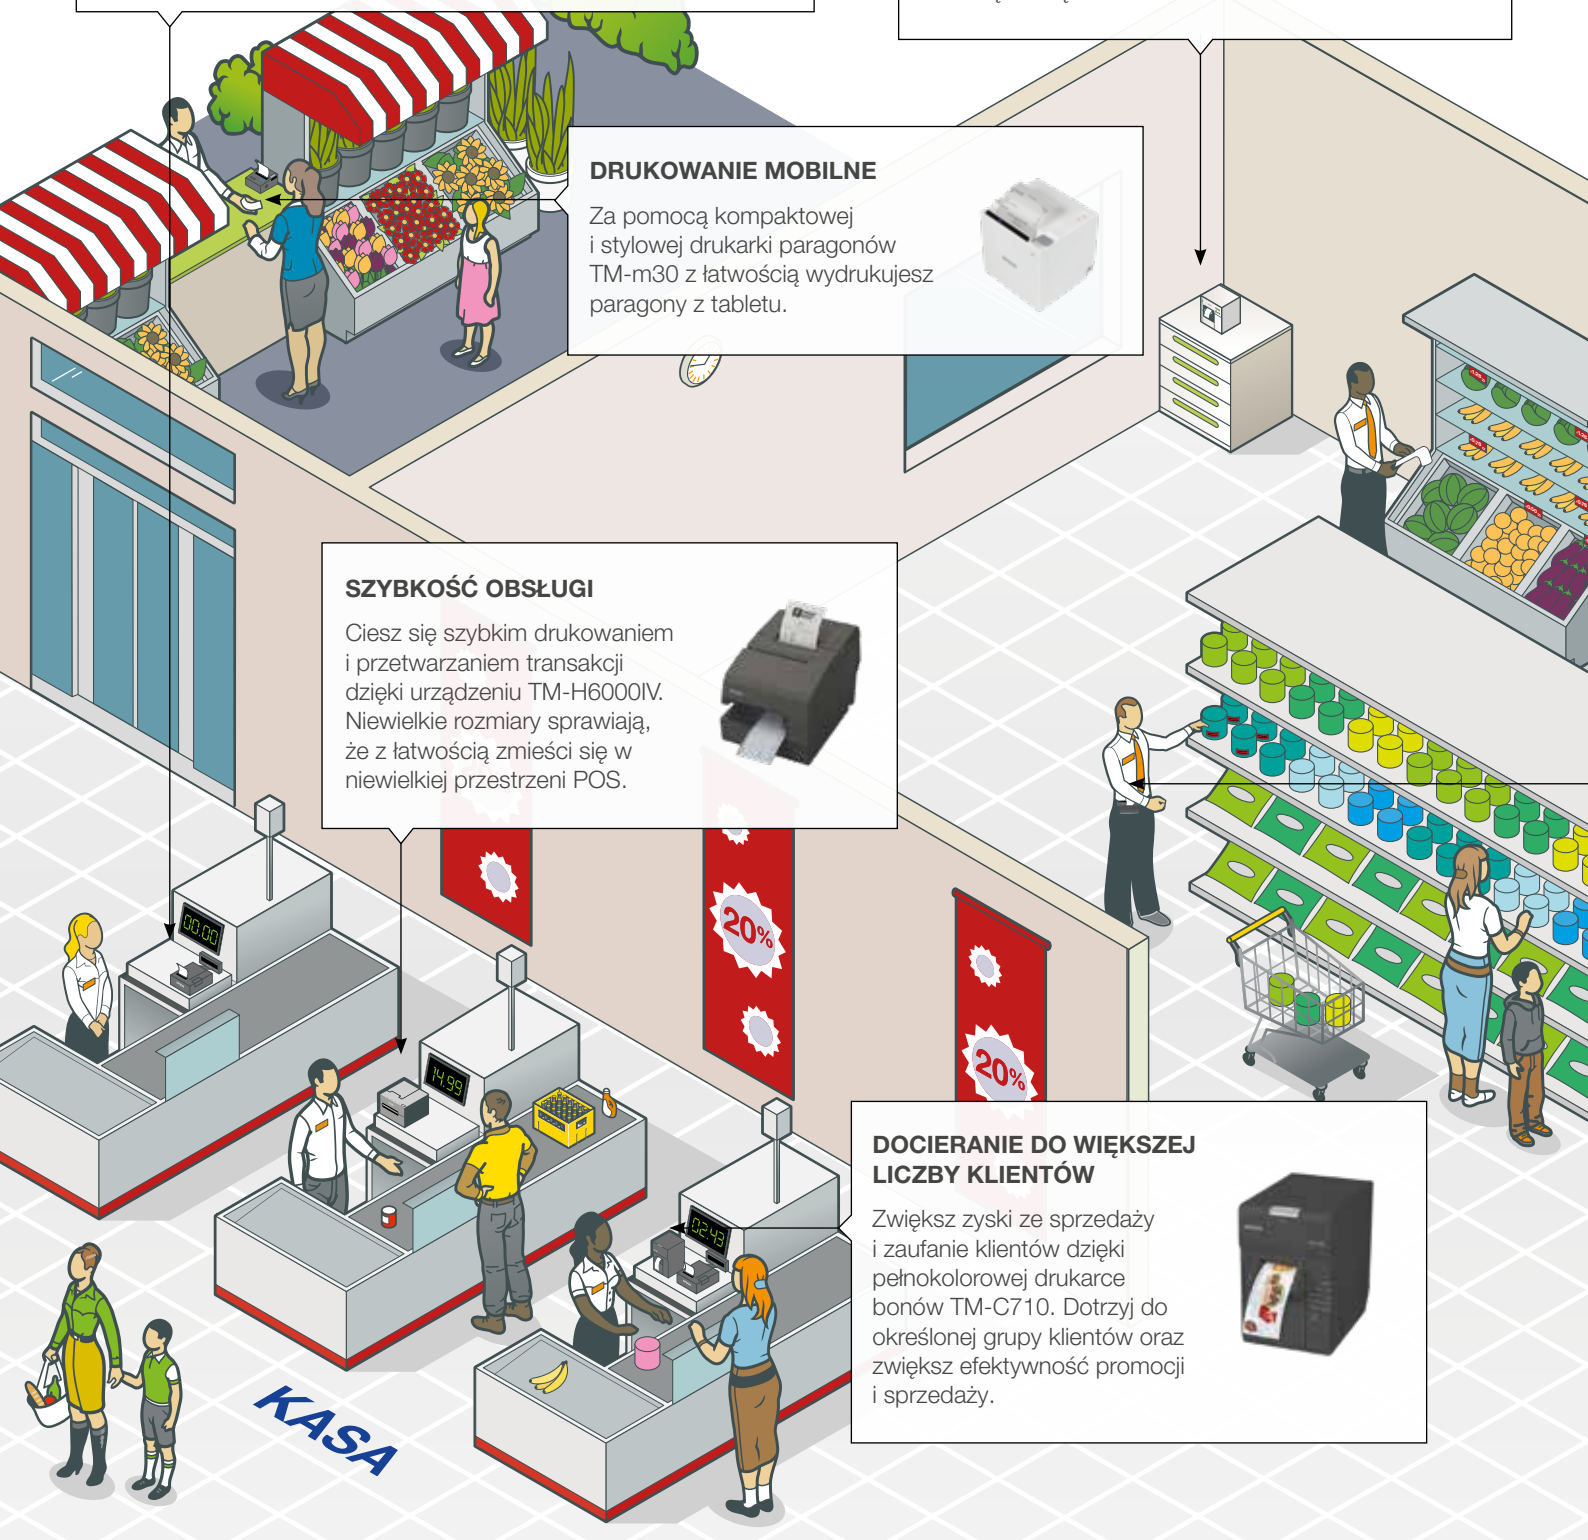 DRUKOWANIE MOBILNE
Za pomocą kompaktowej
i stylowej drukarki paragonów
TM-m30 z łatwością wydrukujesz
paragony z tabletu.
SZYBKOŚĆ OBSŁUGI
Ciesz się szybkim drukowaniem
i przetwarzaniem transakcji
dzięki urządzeniu TM-H6000IV.
Niewielkie rozmiary sprawiają,
że z łatwością zmieści się w
niewielkiej przestrzeni POS.
20%
20%
00.00
14.99
02.43
DOCIERANIE DO WIĘKSZEJ
LICZBY KLIENTÓW
Zwiększ zyski ze sprzedaży
i zaufanie klientów dzięki
pełnokolorowej drukarce
bonów TM-C710. Dotrzyj do
określonej grupy klientów oraz
zwiększ efektywność promocji
i sprzedaży.
KASA